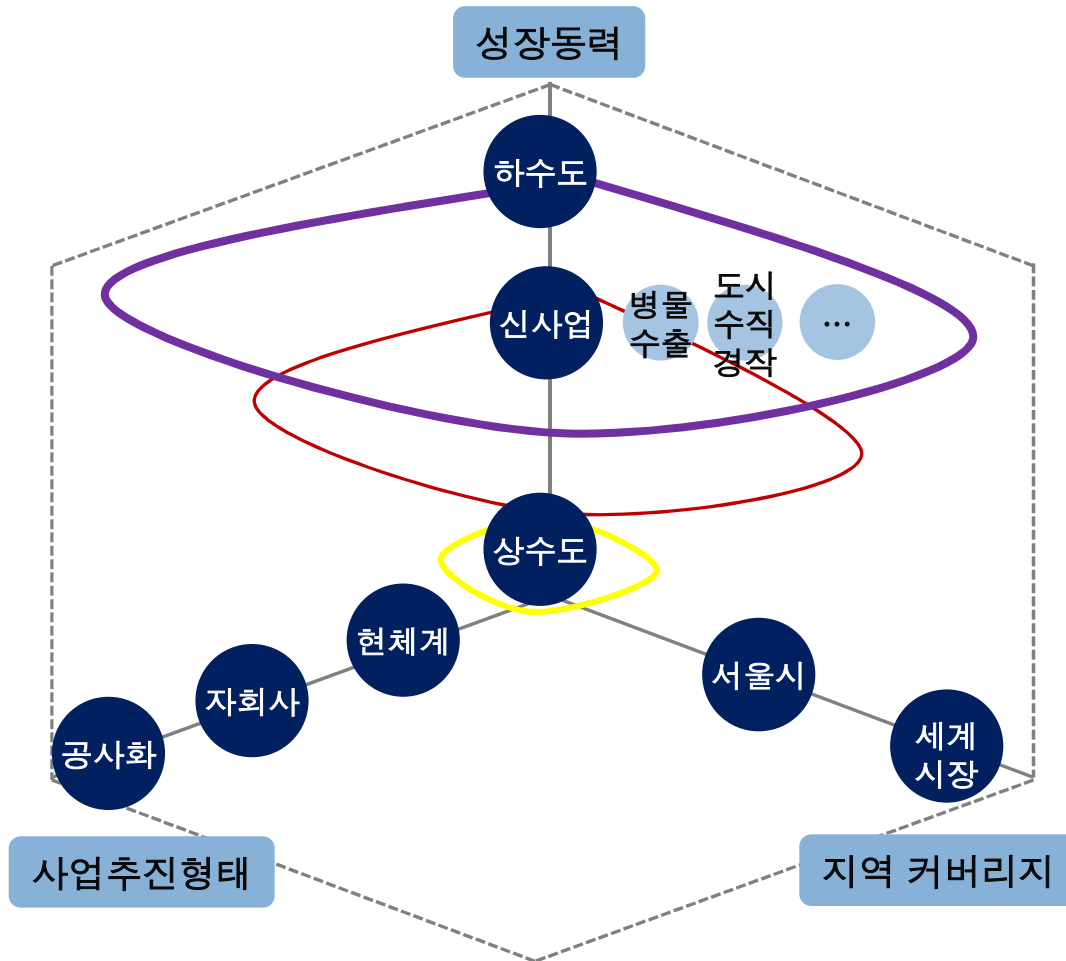 성장동력
하수도
신사업
병물
수출
도시
수직
경작
...
상수도
현체계
자회사
공사화
서울시
세계
시장
사업추진형태
지역 커버리지